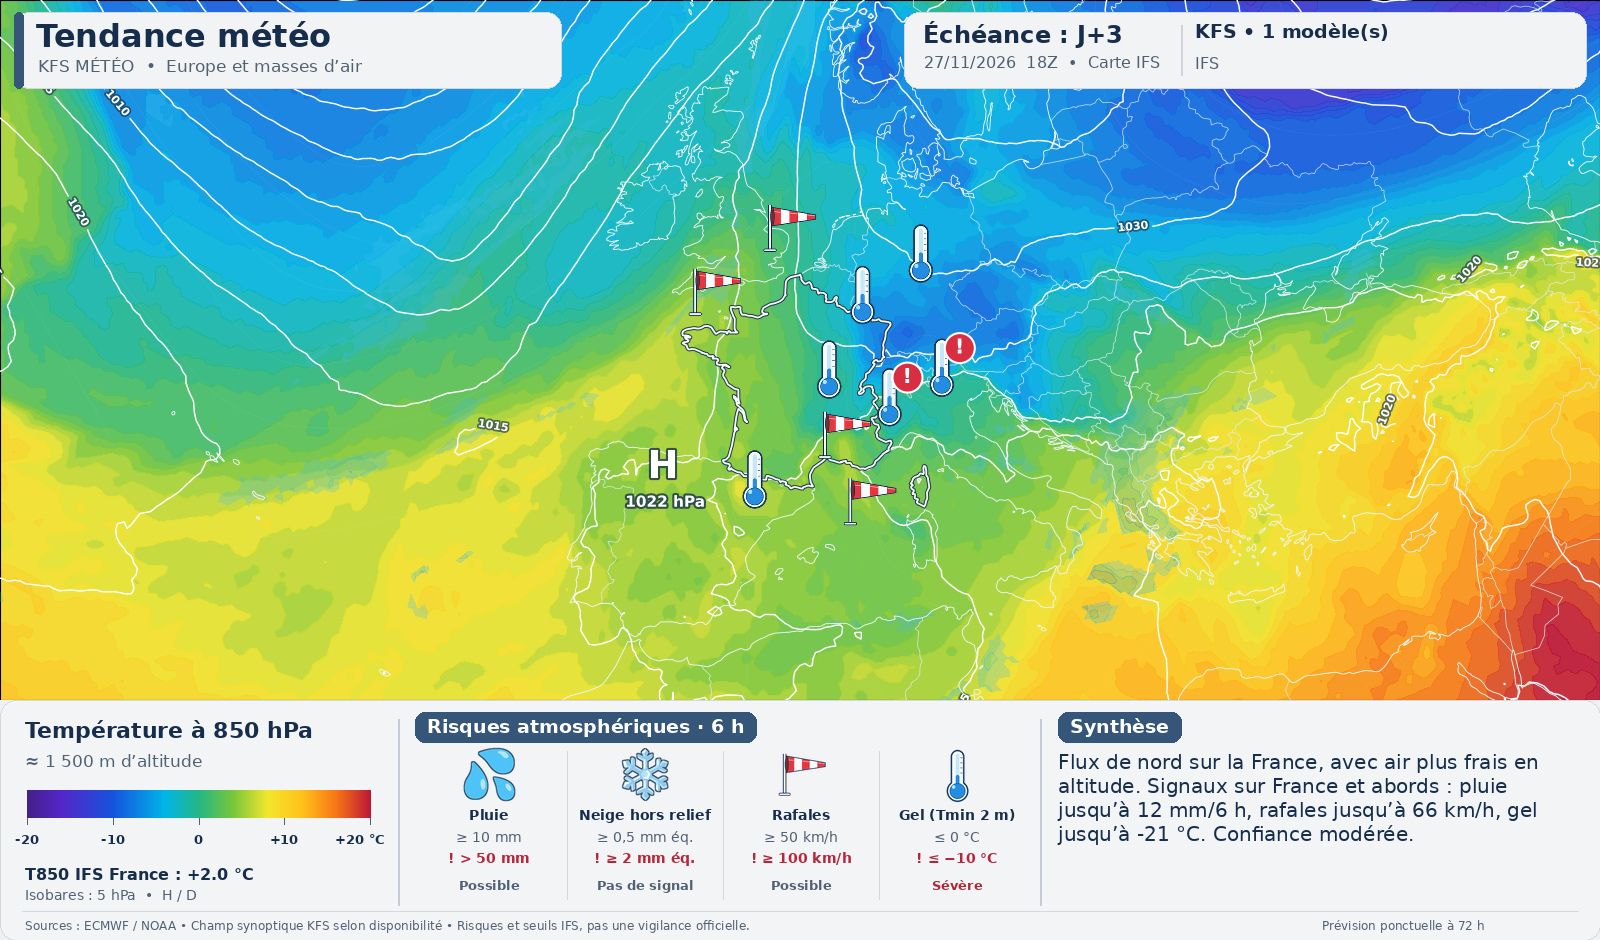 Tendance météo
KFS MÉTÉO • Europe et masses d’air
Échéance : J+3
27/11/2026 18Z • Carte IFS
KFS • 1 modèle(s)
IFS
1010
1020
1030
1020
1020
1015
H
1022 hPa
!
!
Température à 850 hPa
≈ 1 500 m d’altitude
-20 -10 0 +10 +20 °C
T850 IFS France : +2.0 °C
Isobares : 5 hPa • H / D
Risques atmosphériques · 6 h
Pluie
≥ 10 mm
! > 50 mm
Possible
Neige hors relief
≥ 0,5 mm éq.
! ≥ 2 mm éq.
Pas de signal
Rafales
≥ 50 km/h
! ≥ 100 km/h
Possible
Gel (Tmin 2 m)
≤ 0 °C
! ≤ −10 °C
Sévère
Synthèse
Flux de nord sur la France, avec air plus frais en
altitude. Signaux sur France et abords : pluie
jusqu’à 12 mm/6 h, rafales jusqu’à 66 km/h, gel
jusqu’à -21 °C. Confiance modérée.
Sources : ECMWF / NOAA • Champ synoptique KFS selon disponibilité • Risques et seuils IFS, pas une vigilance officielle.
Prévision ponctuelle à 72 h